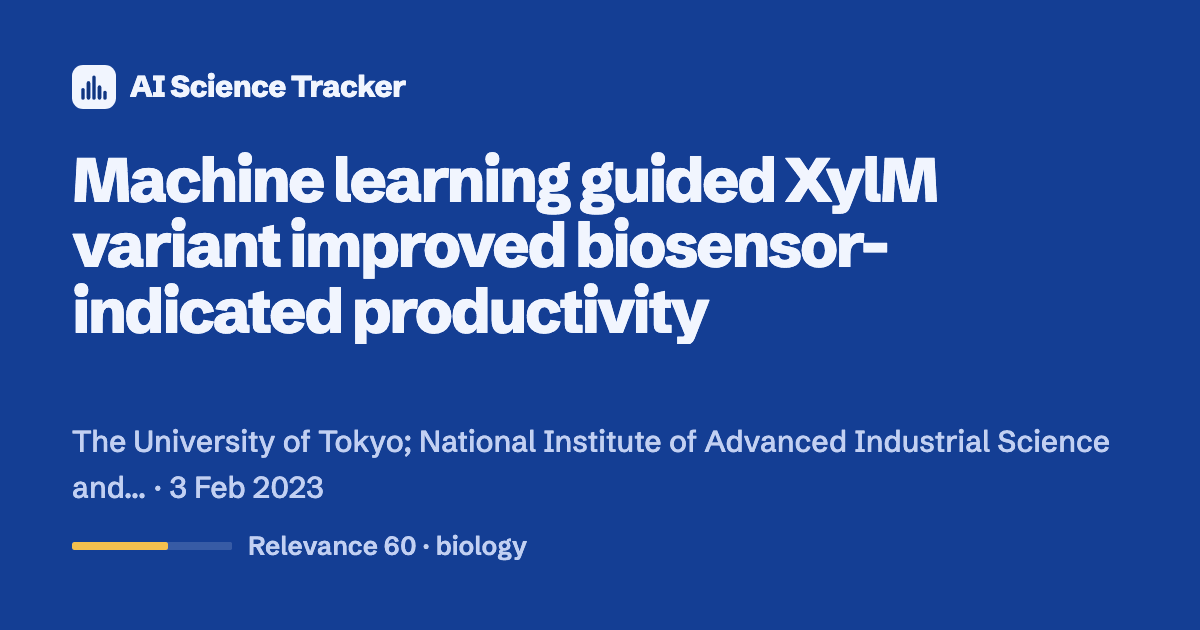 AI Science Tracker
Machine learning guided XylM
variant improved biosensor-
indicated productivity
The University of Tokyo; National Institute of Advanced Industrial Science
and... · 3 Feb 2023
Relevance 60 · biology